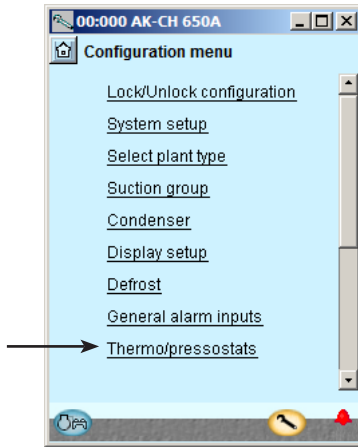 00:000 AK-CH 650A
Configuration menu
Lock/Unlock configuration
System setup
Select plant type
Suction group
Condenser
Display setup
Defrost
General alarm inputs
Thermo/pressostats